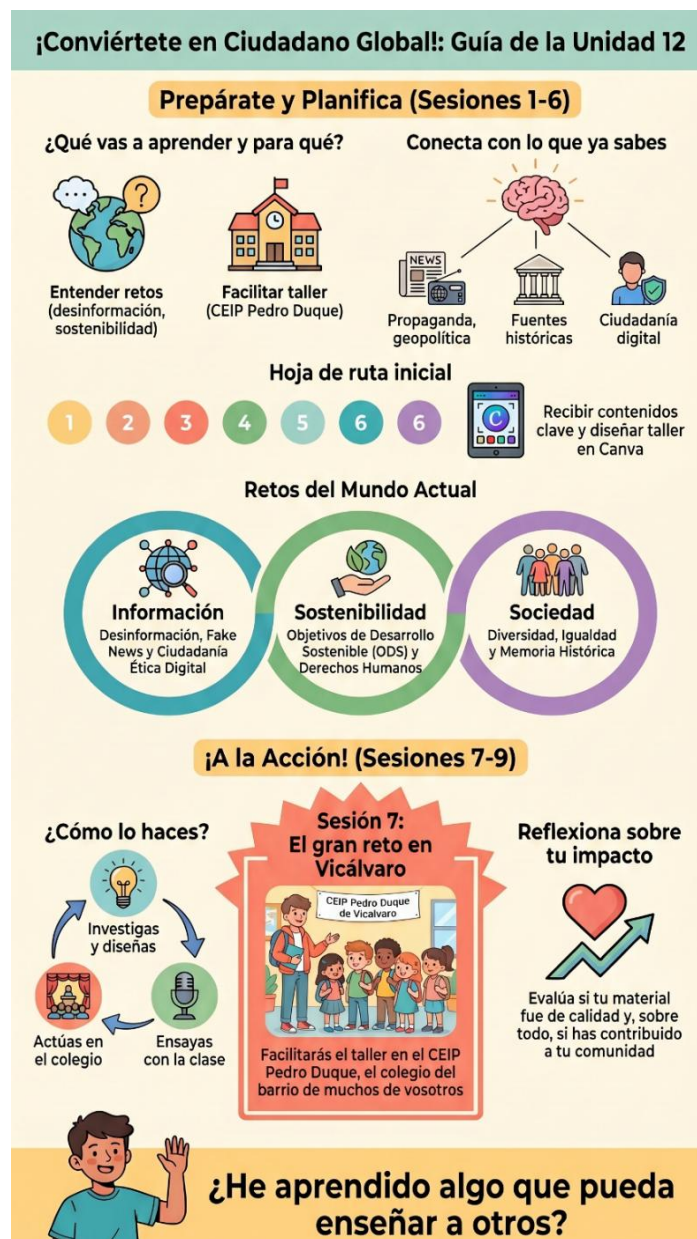 ¡Conviértete en Ciudadano Global!: Guía de la Unidad 12
Prepárate y Planifica (Sesiones 1-6)
¿Qué vas a aprender y para qué?
Entender retos
(desinformación,
sostenibilidad)
Facilitar taller
(CEIP Pedro Duque)
Conecta con lo que ya sabes
NEWS
Propaganda,
geopolítica
Fuentes
históricas
Ciudadanía
digital
Hoja de ruta inicial
1 2 3 4 5 6 6
C
Recibir contenidos
clave y diseñar taller
en Canva
Retos del Mundo Actual
Información
Desinformación, Fake
News y Ciudadanía
Ética Digital
Sostenibilidad
Objetivos de Desarrollo
Sostenible (ODS) y
Derechos Humanos
Sociedad
Diversidad, Igualdad
y Memoria Histórica
¡A la Acción! (Sesiones 7-9)
¿Cómo lo haces?
Investigas
y diseñas
Ensayas
con la clase
Actúas en
el colegio
Sesión 7:
El gran reto en
Vicálvaro
CEIP Pedro Duque
de Vicalvaro
Facilitarás el taller en el CEIP
Pedro Duque, el colegio del
barrio de muchos de vosotros
Reflexiona sobre
tu impacto
Evalúa si tu material
fue de calidad y, sobre
todo, si has contribuido
a tu comunidad
¿He aprendido algo que pueda
enseñar a otros?